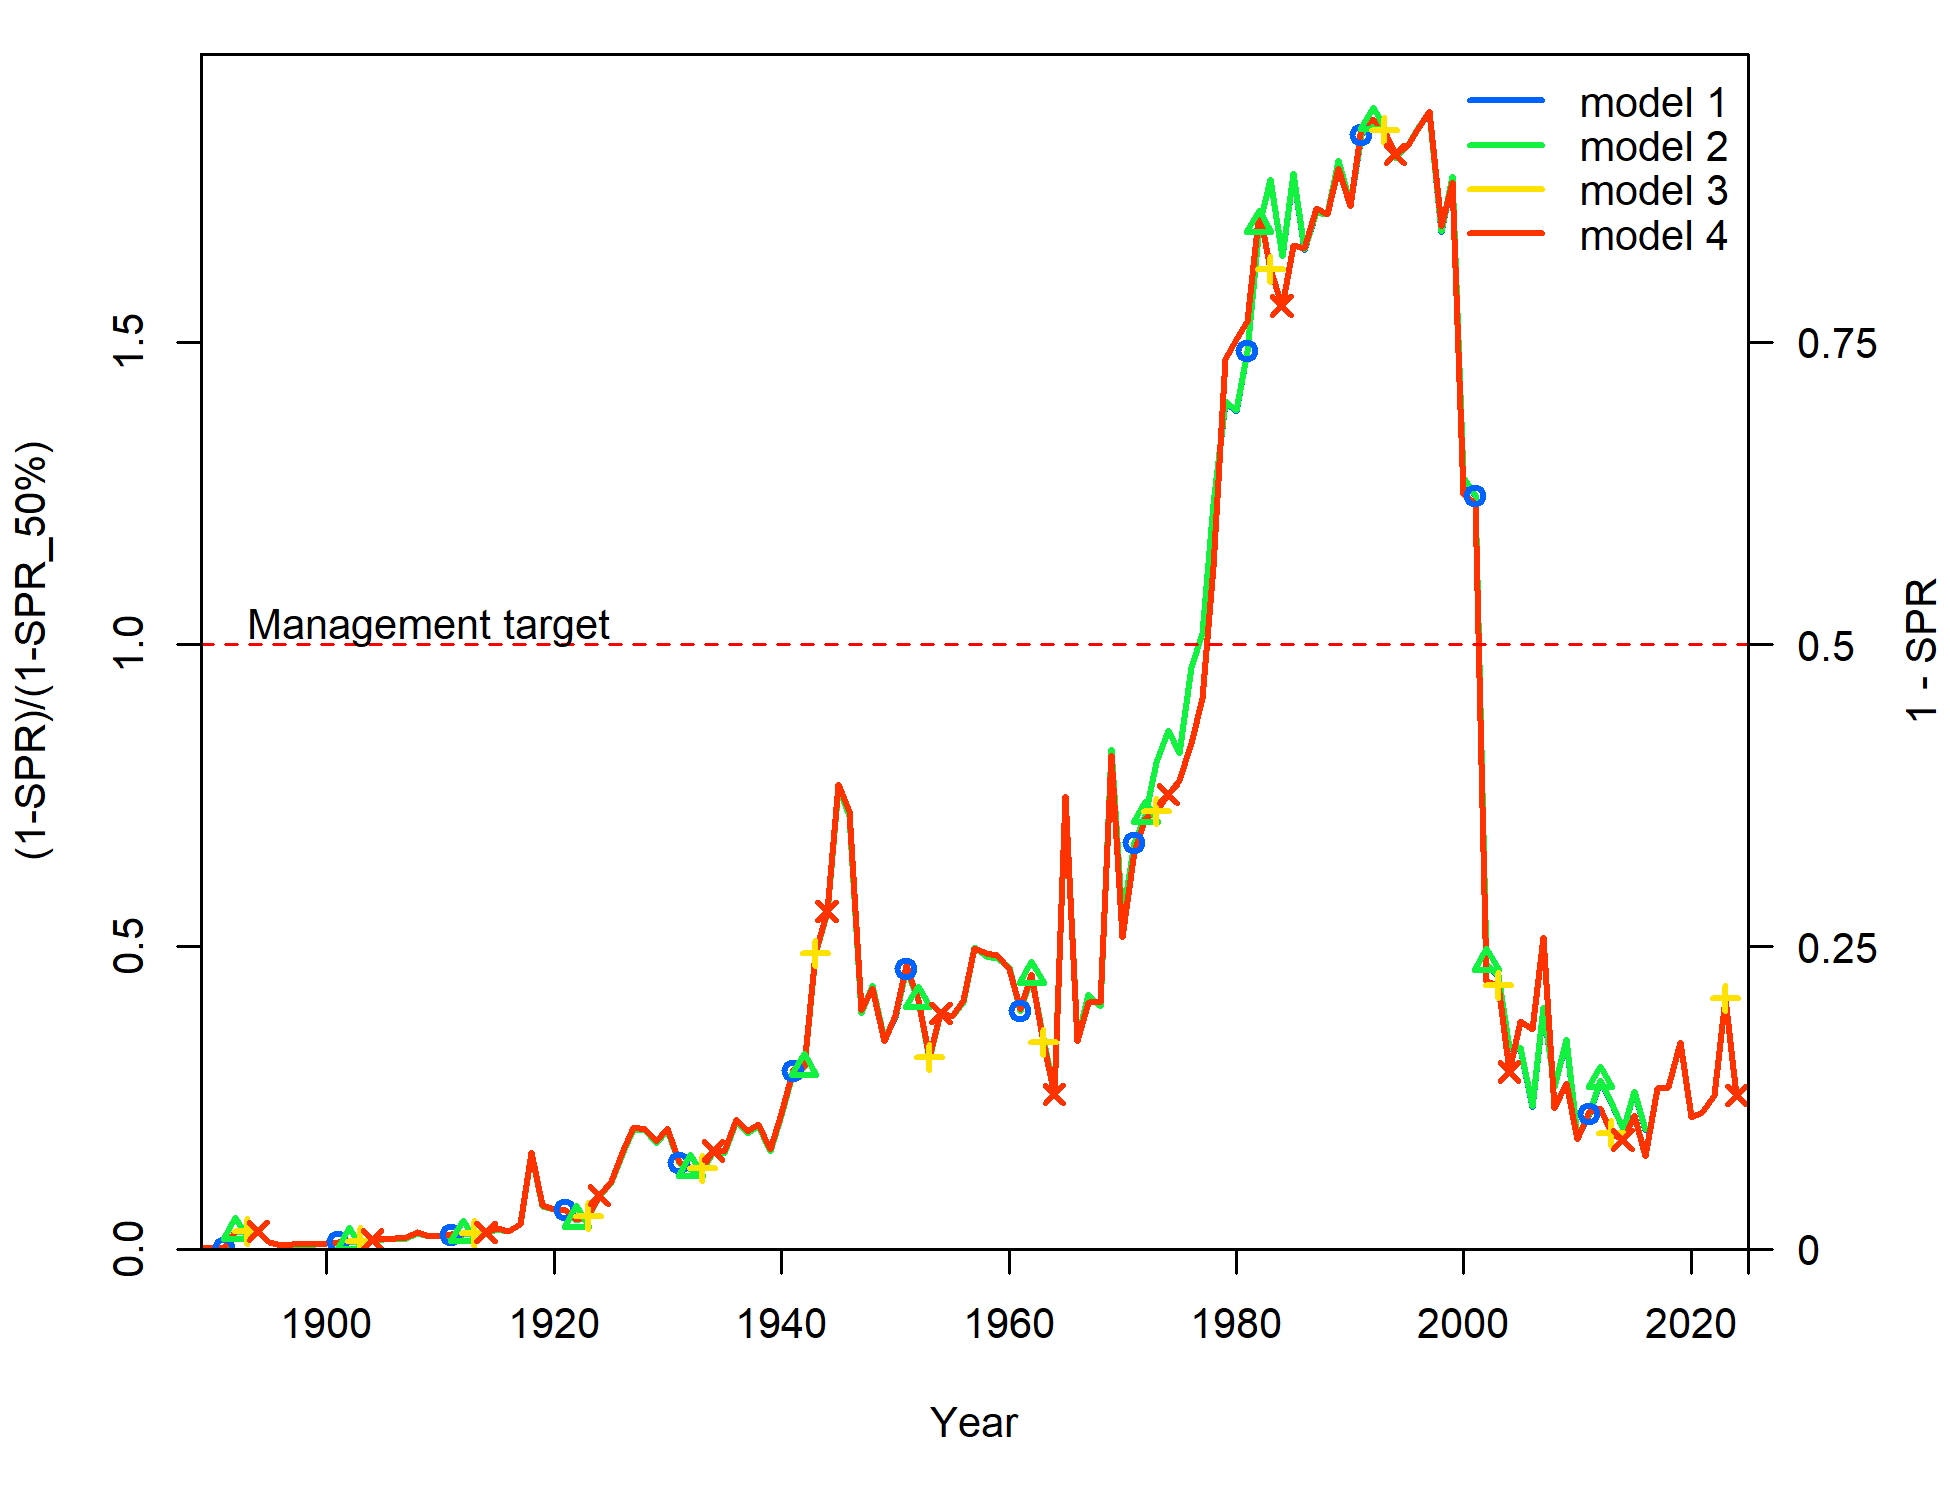 model 1
model 2
model 3
model 4
Management target
(1-SPR)/(1-SPR_50%)
0.0
0.5
1.0
1.5
1 - SPR
0
0.25
0.5
0.75
1900
1920
1940
1960
1980
2000
2020
Year